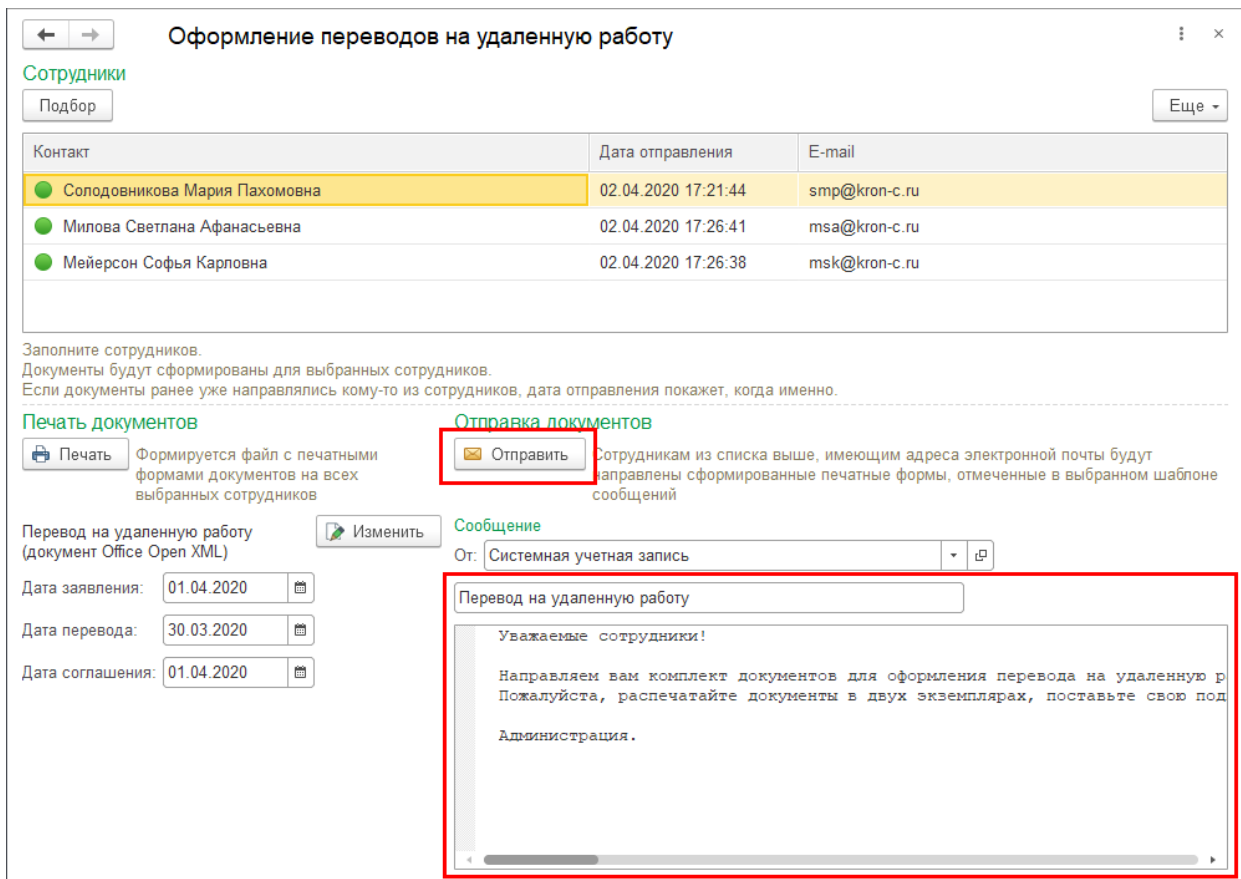 Оформление переводов на удаленную работу
Сотрудники
Подбор
Еще
Контакт Дата отправления E-mail
Солодовникова Мария Пахомовна 02.04.2020 17:21:44 smp@kron-c.ru
Милова Светлана Афанасьевна 02.04.2020 17:26:41 msa@kron-c.ru
Мейерсон Софья Карловна 02.04.2020 17:26:38 msk@kron-c.ru
Заполните сотрудников.
Документы будут сформированы для выбранных сотрудников.
Если документы ранее уже направлялись кому-то из сотрудников, дата отправления покажет, когда именно.
Печать документов
Печать
Формируется файл с печатными
формами документов на всех
выбранных сотрудников
Перевод на удаленную работу
(документ Office Open XML)
Изменить
Дата заявления: 01.04.2020
Дата перевода: 30.03.2020
Дата соглашения: 01.04.2020
Отправка документов
Отправить
Сотрудникам из списка выше, имеющим адреса электронной почты будут
направлены сформированные печатные формы, отмеченные в выбранном шаблоне
сообщений
Сообщение
От: Системная учетная запись
Перевод на удаленную работу
Уважаемые сотрудники!
Направляем вам комплект документов для оформления перевода на удаленную р
Пожалуйста, распечатайте документы в двух экземплярах, поставьте свою под
Администрация.